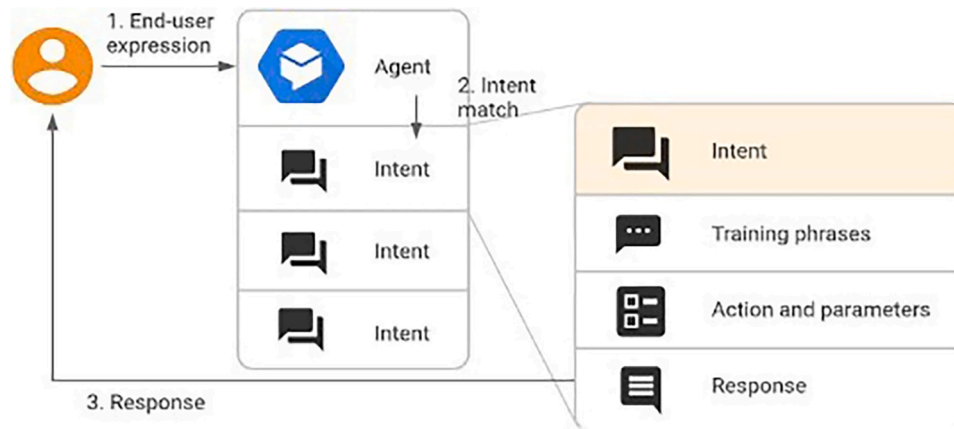 1. End-user
expression
Agent
2. Intent
match
Intent
Intent
Intent
Intent
Training phrases
Action and parameters
Response
3. Response